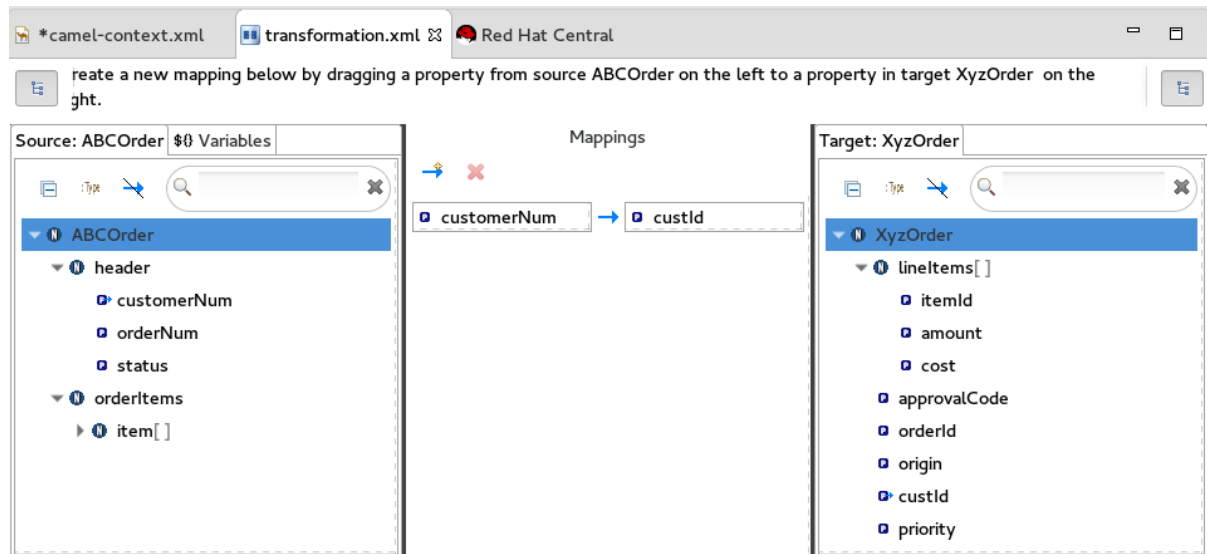 *camel-context.xml transformation.xml Red Hat Central
reate a new mapping below by dragging a property from source ABCOrder on the left to a property in target XyzOrder on the
ght.
Source: ABCOrder ${} Variables
Mappings
Target: XyzOrder
:Type
:Type
customerNum
custId
ABCOrder
header
customerNum
orderNum
status
orderItems
item[ ]
XyzOrder
lineItems[ ]
itemId
amount
cost
approvalCode
orderId
origin
custId
priority